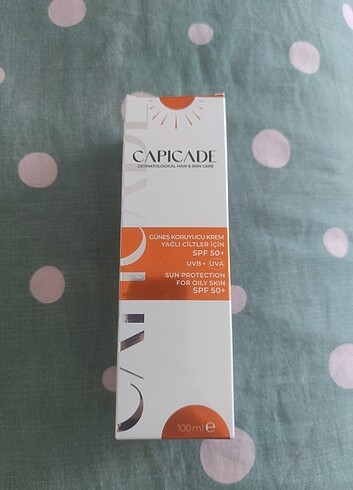 CAPICADE
DERMATOLOGICAL HAIR & SKIN CARE
GÜNEŞ KORUYUCU KREM
YAĞLI CİLTLER İÇİN
SPF 50+
UVB+ UVA
SUN PROTECTION
FOR OILY SKIN
SPF 50+
CAPICADE
100 ml e